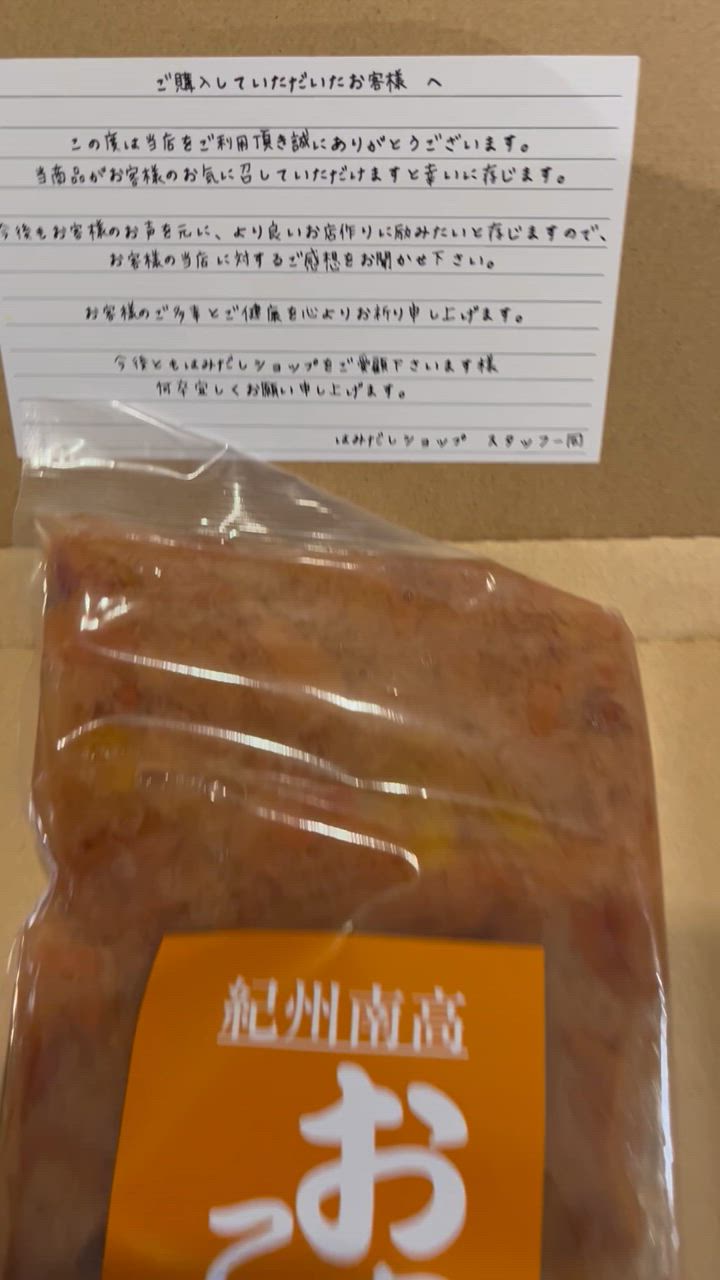 ご購入していただいたお客様 へ
この度は当店をご利用頂き誠にありがとうございます。
当商品がお客様のお気に召していただけますと幸いに存じます。
今後もお客様のお声を元に、より良いお店作りに励みたいと存じますので、
お客様の当店に対するご感想をお聞かせ下さい。
お客様のご多幸とご健康を心よりお祈り申し上げます。
今後ともはみだしショップをご愛顧下さいます様
何卒宜しくお願い申し上げます。
はみだしショップ スタッフ一同
紀州南高
お